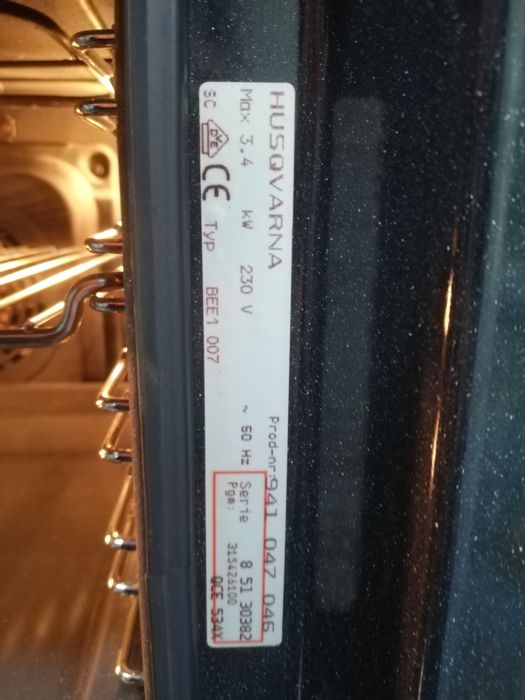 HUSQVARNA Prod-nr:941 047 046
Max 3.4 kW 230 V ~ 50 Hz Serie 8 51 30382
Pgm: 315426100
SC DVE CE Typ BEE1 007 QCE 534X